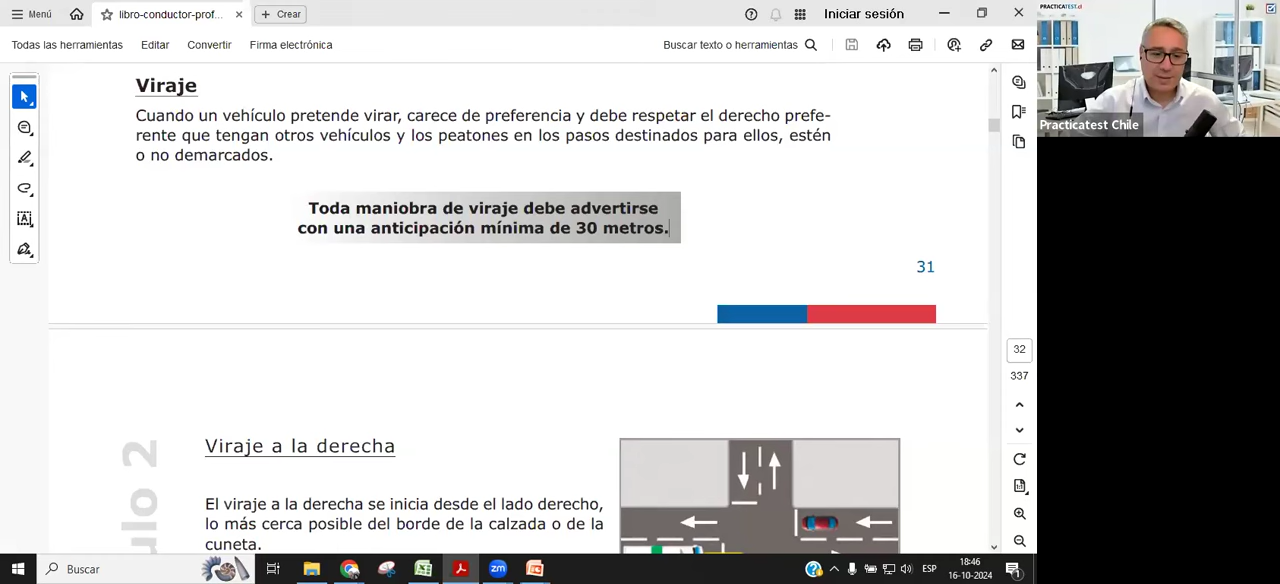 Menú
libro-conductor-prof...
Crear
Iniciar sesión
Todas las herramientas
Editar
Convertir
Firma electrónica
Buscar texto o herramientas
PRACTICATEST.cl
Practicatest Chile
Viraje
Cuando un vehículo pretende virar, carece de preferencia y debe respetar el derecho prefe-
rente que tengan otros vehículos y los peatones en los pasos destinados para ellos, estén
o no demarcados.
Toda maniobra de viraje debe advertirse
con una anticipación mínima de 30 metros.
31
32
337
ulo 2
Viraje a la derecha
El viraje a la derecha se inicia desde el lado derecho,
lo más cerca posible del borde de la calzada o de la
cuneta.
Buscar
ESP
18:46
16-10-2024